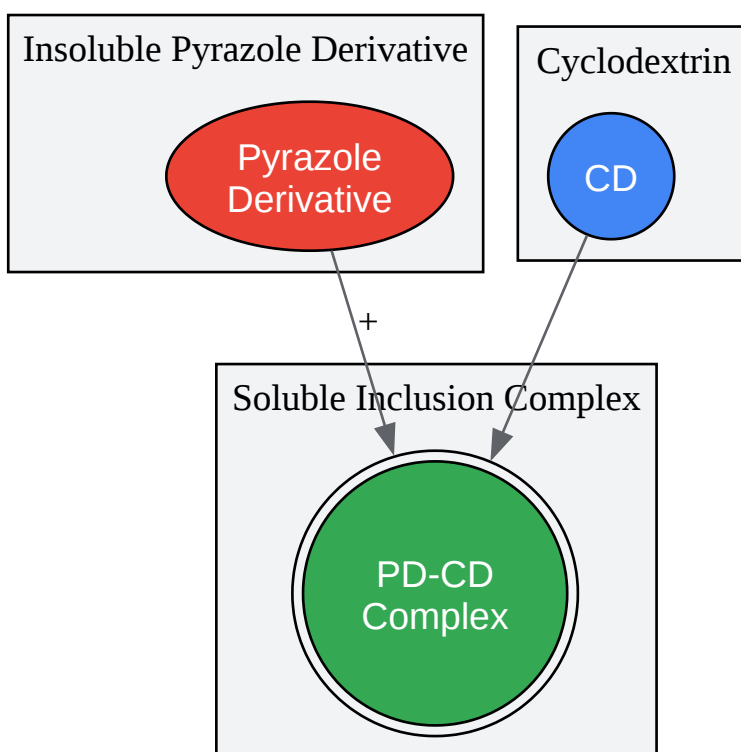 Insoluble Pyrazole Derivative
Cyclodextrin
Pyrazole
Derivative
CD
+
Soluble Inclusion Complex
PD-CD
Complex